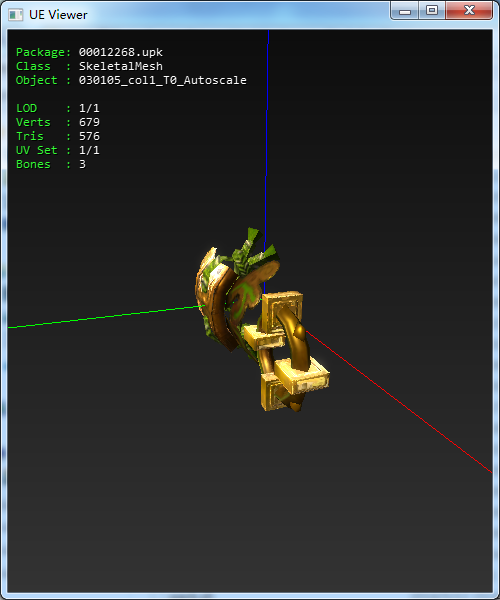 UE Viewer
Package: 00012268.upk
Class : SkeletalMesh
Object : 030105_col1_T0_Autoscale
LOD : 1/1
Verts : 679
Tris : 576
UV Set : 1/1
Bones : 3